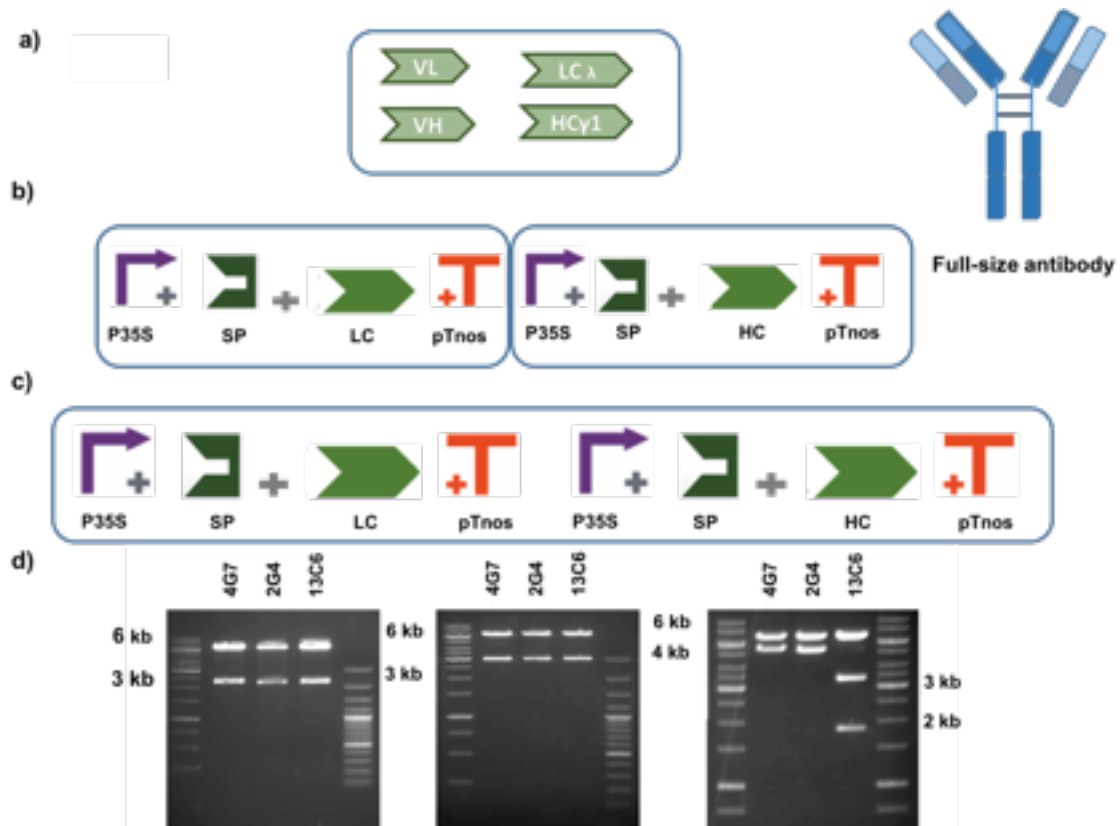 a)
VL
LC λ
VH
HCγ1
Full-size antibody
b)
P35S SP LC pTnos P35S SP HC pTnos
c)
P35S SP LC pTnos P35S SP HC pTnos
d)
4G7 2G4 13C6 4G7 2G4 13C6 4G7 2G4 13C6
6 kb
3 kb
6 kb
3 kb
6 kb
4 kb
3 kb
2 kb